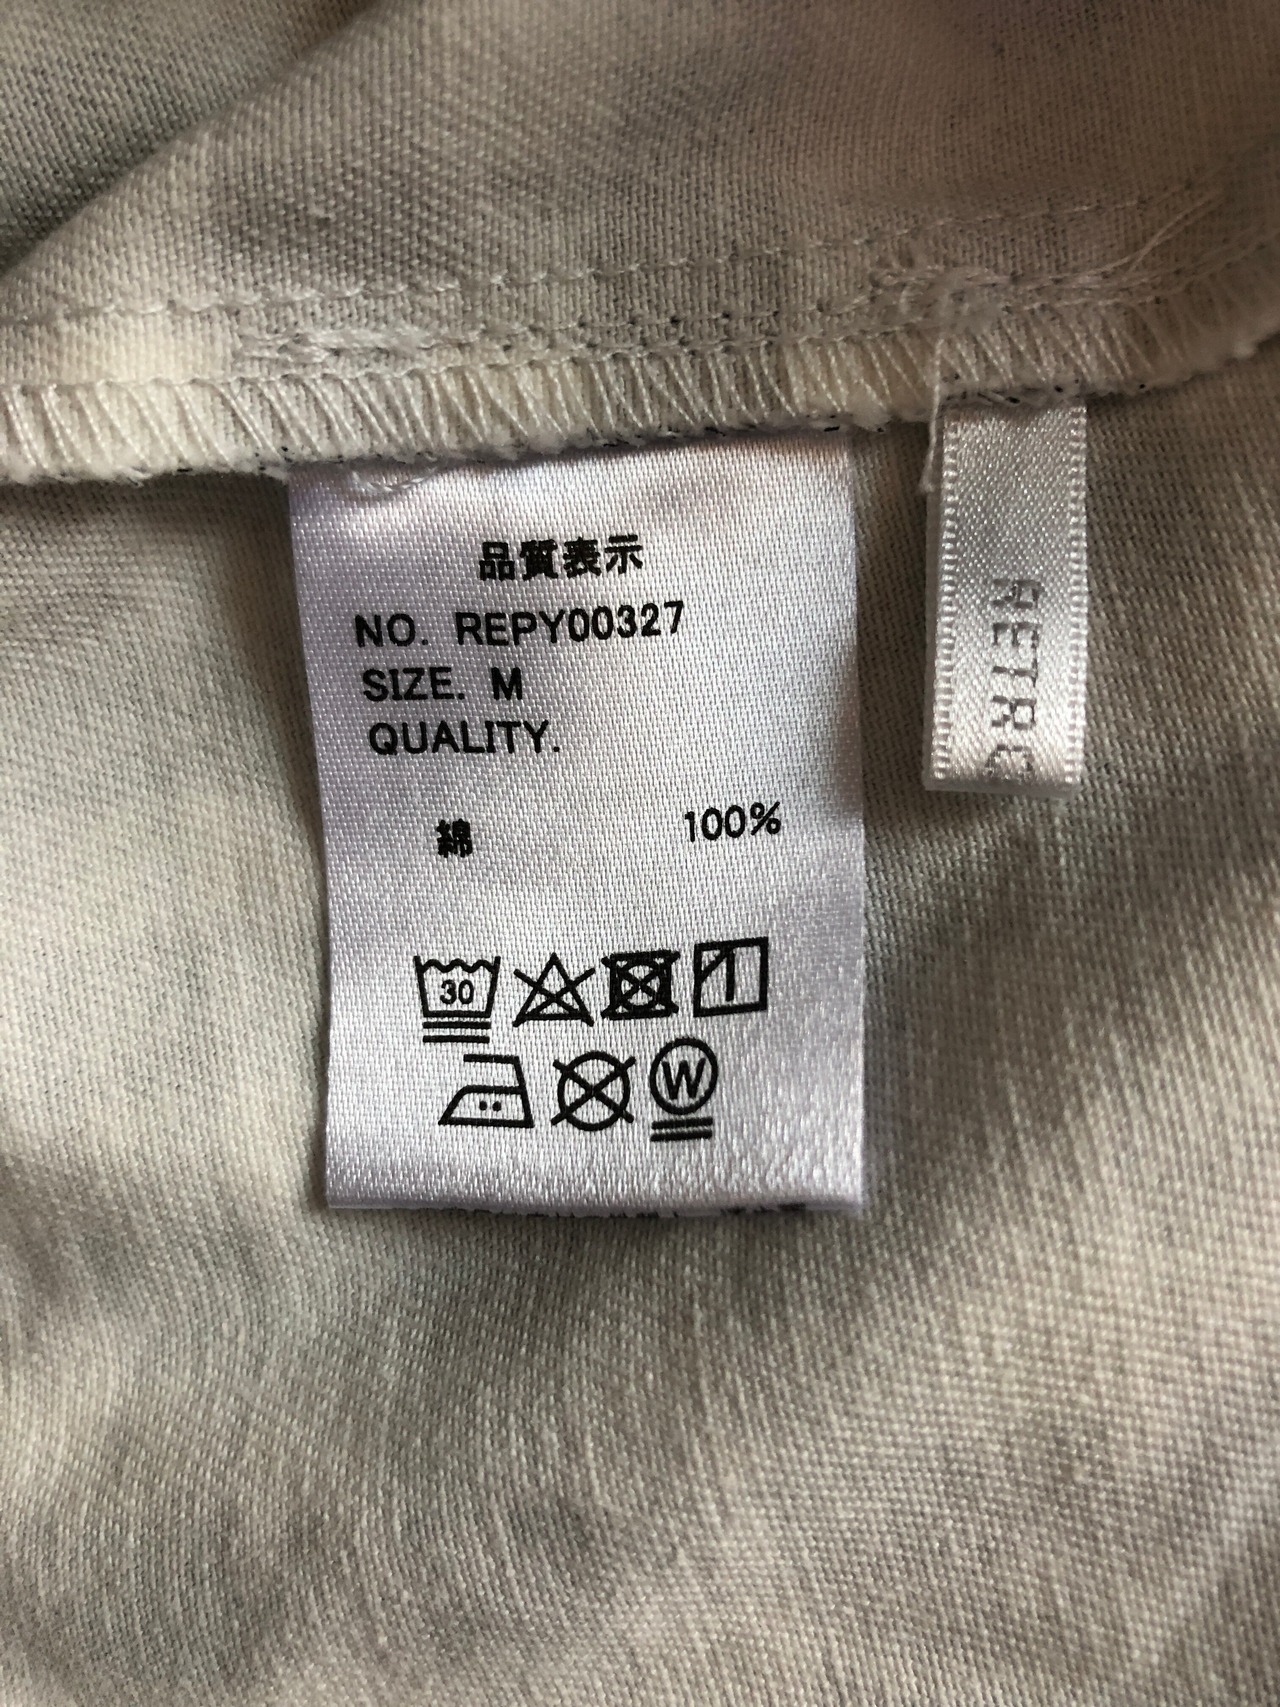 品質表示
NO. REPY00327
SIZE. M
QUALITY.
綿 100%
30
W
RETRO